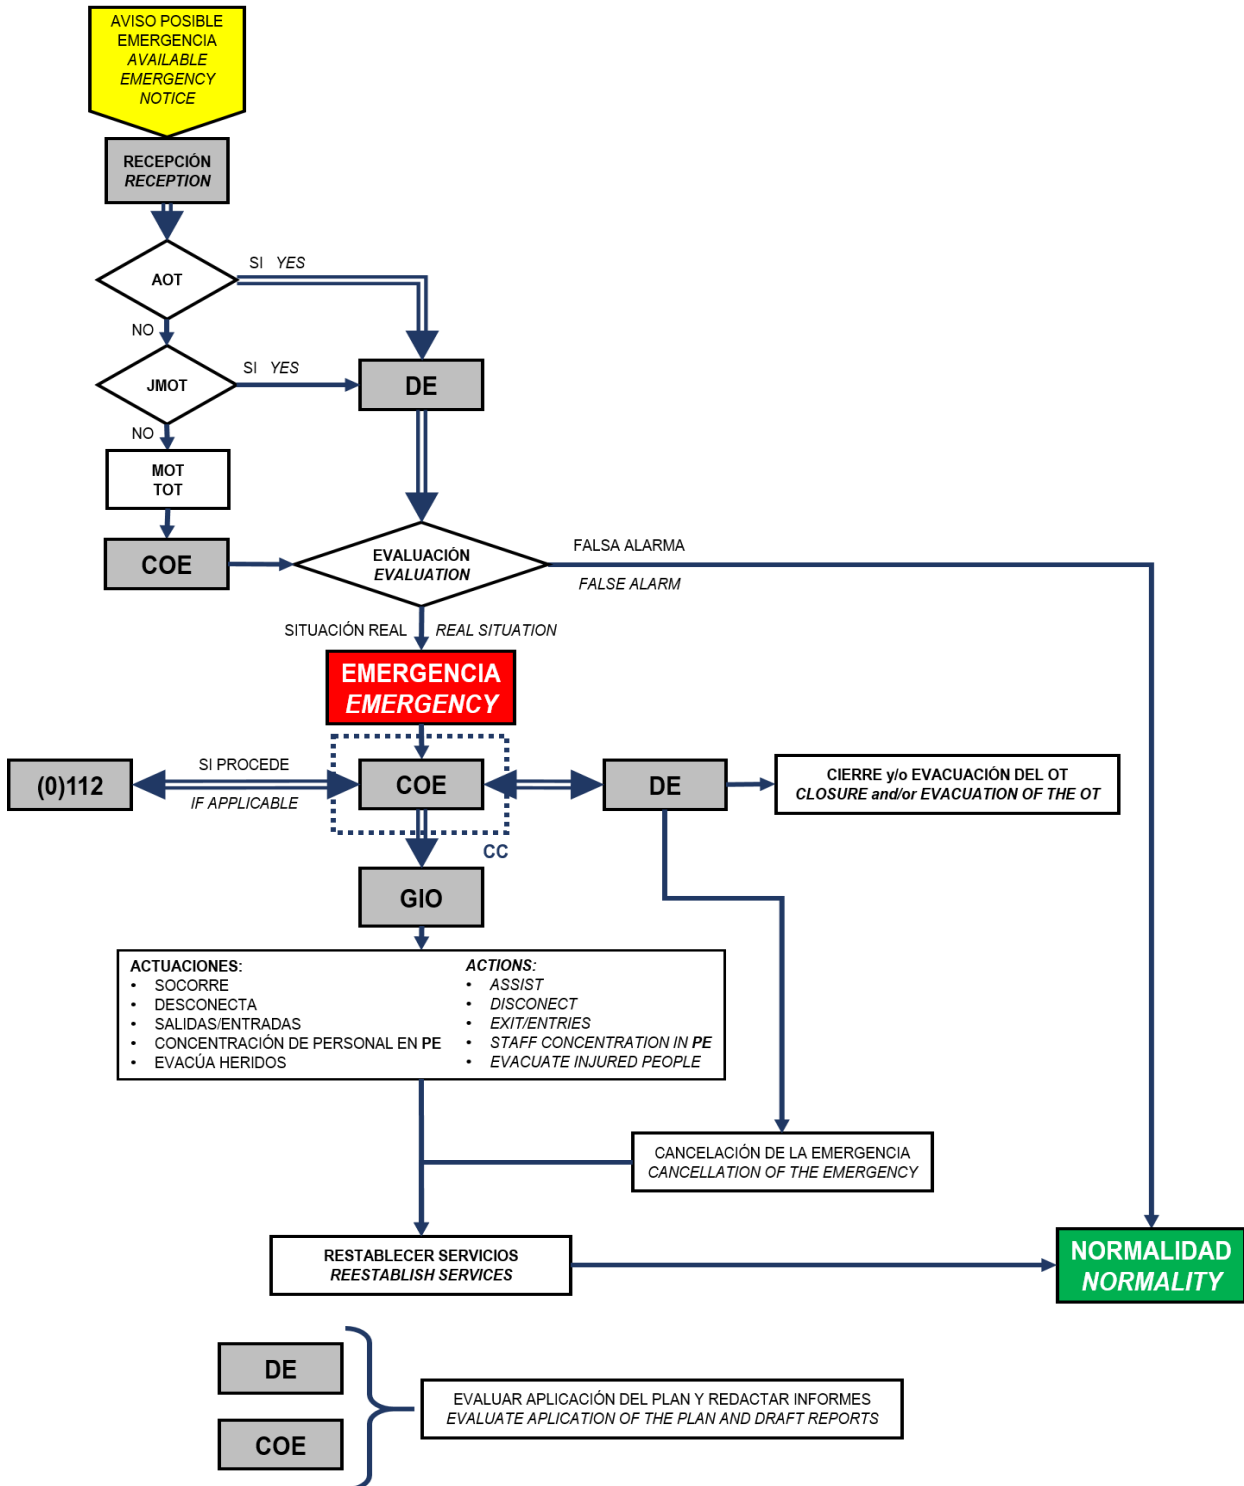 AVISO POSIBLE
EMERGENCIA
AVAILABLE
EMERGENCY
NOTICE
RECEPCIÓN
RECEPTION
AOT
SI YES
NO
JMOT
SI YES
DE
NO
MOT
TOT
COE
EVALUACIÓN
EVALUATION
FALSA ALARMA
FALSE ALARM
SITUACIÓN REAL
REAL SITUATION
EMERGENCIA
EMERGENCY
(0)112
SI PROCEDE
IF APPLICABLE
COE
CC
DE
CIERRE y/o EVACUACIÓN DEL OT
CLOSURE and/or EVACUATION OF THE OT
GIO
ACTUACIONES:
• SOCORRE
• DESCONECTA
• SALIDAS/ENTRADAS
• CONCENTRACIÓN DE PERSONAL EN PE
• EVACÚA HERIDOS
ACTIONS:
• ASSIST
• DISCONECT
• EXIT/ENTRIES
• STAFF CONCENTRATION IN PE
• EVACUATE INJURED PEOPLE
CANCELACIÓN DE LA EMERGENCIA
CANCELLATION OF THE EMERGENCY
RESTABLECER SERVICIOS
REESTABLISH SERVICES
NORMALIDAD
NORMALITY
DE
COE
EVALUAR APLICACIÓN DEL PLAN Y REDACTAR INFORMES
EVALUATE APLICATION OF THE PLAN AND DRAFT REPORTS